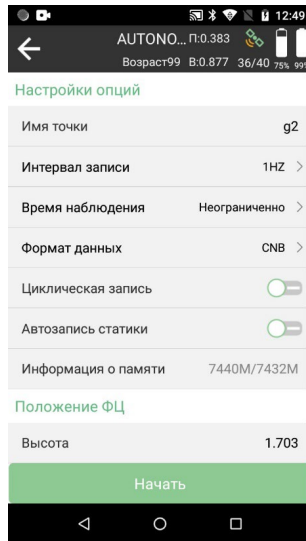 12:49
AUTONO... П:0.383
Возраст99 В:0.877 36/40 75% 99
Настройки опций
Имя точки g2
Интервал записи 1HZ
Время наблюдения Неограниченно
Формат данных CNB
Циклическая запись
Автозапись статики
Информация о памяти 7440M/7432M
Положение ФЦ
Высота 1.703
Начать